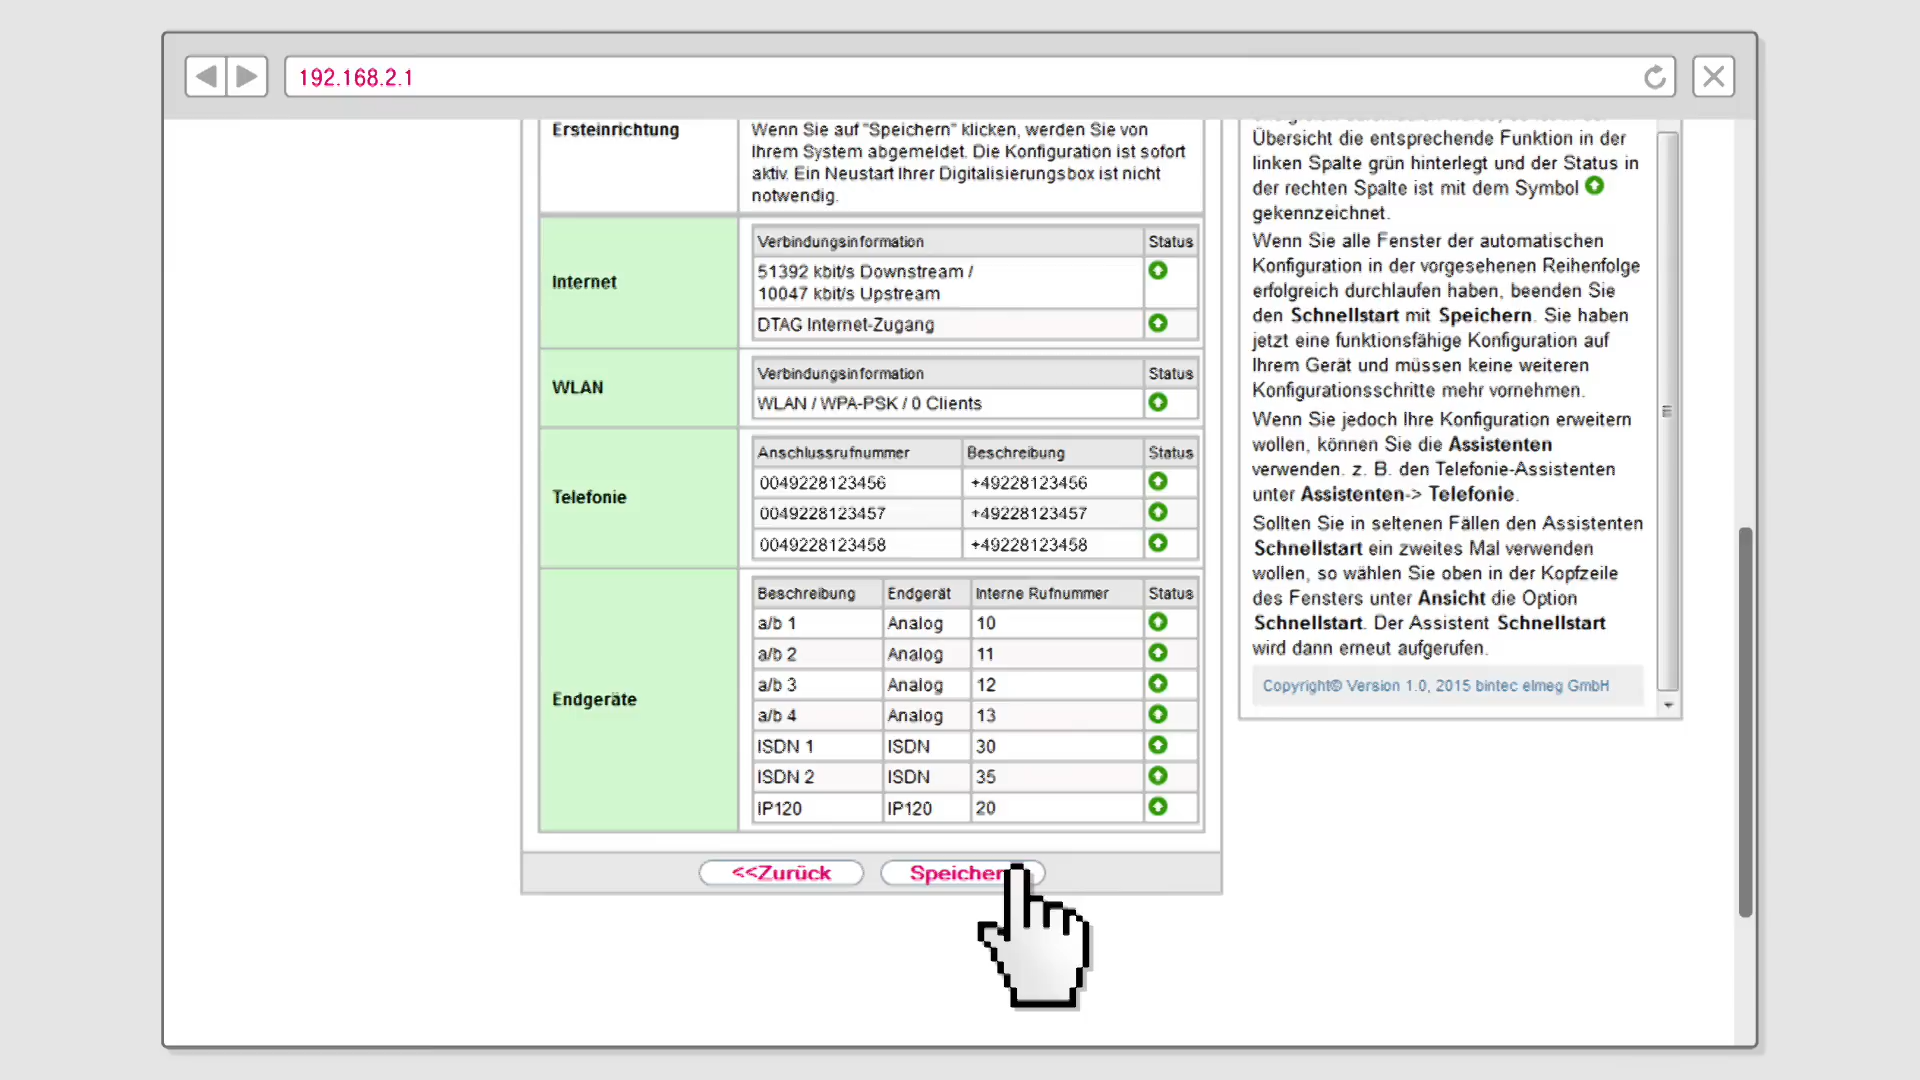 192.168.2.1
Ersteinrichtung
Wenn Sie auf "Speichern" klicken, werden Sie von
Ihrem System abgemeldet. Die Konfiguration ist sofort
aktiv. Ein Neustart Ihrer Digitalisierungsbox ist nicht
notwendig.
Internet
Verbindungsinformation Status
51392 kbit/s Downstream /
10047 kbit/s Upstream
DTAG Internet-Zugang
WLAN
Verbindungsinformation Status
WLAN / WPA-PSK / 0 Clients
Telefonie
Anschlussrufnummer Beschreibung Status
0049228123456 +49228123456
0049228123457 +49228123457
0049228123458 +49228123458
Endgeräte
Beschreibung Endgerät Interne Rufnummer Status
a/b 1 Analog 10
a/b 2 Analog 11
a/b 3 Analog 12
a/b 4 Analog 13
ISDN 1 ISDN 30
ISDN 2 ISDN 35
IP120 IP120 20
<<Zurück
Speichern
Übersicht die entsprechende Funktion in der
linken Spalte grün hinterlegt und der Status in
der rechten Spalte ist mit dem Symbol
gekennzeichnet.
Wenn Sie alle Fenster der automatischen
Konfiguration in der vorgesehenen Reihenfolge
erfolgreich durchlaufen haben, beenden Sie
den Schnellstart mit Speichern. Sie haben
jetzt eine funktionsfähige Konfiguration auf
Ihrem Gerät und müssen keine weiteren
Konfigurationsschritte mehr vornehmen.
Wenn Sie jedoch Ihre Konfiguration erweitern
wollen, können Sie die Assistenten
verwenden. z. B. den Telefonie-Assistenten
unter Assistenten-> Telefonie.
Sollten Sie in seltenen Fällen den Assistenten
Schnellstart ein zweites Mal verwenden
wollen, so wählen Sie oben in der Kopfzeile
des Fensters unter Ansicht die Option
Schnellstart. Der Assistent Schnellstart
wird dann erneut aufgerufen.
Copyright© Version 1.0, 2015 bintec elmeg GmbH